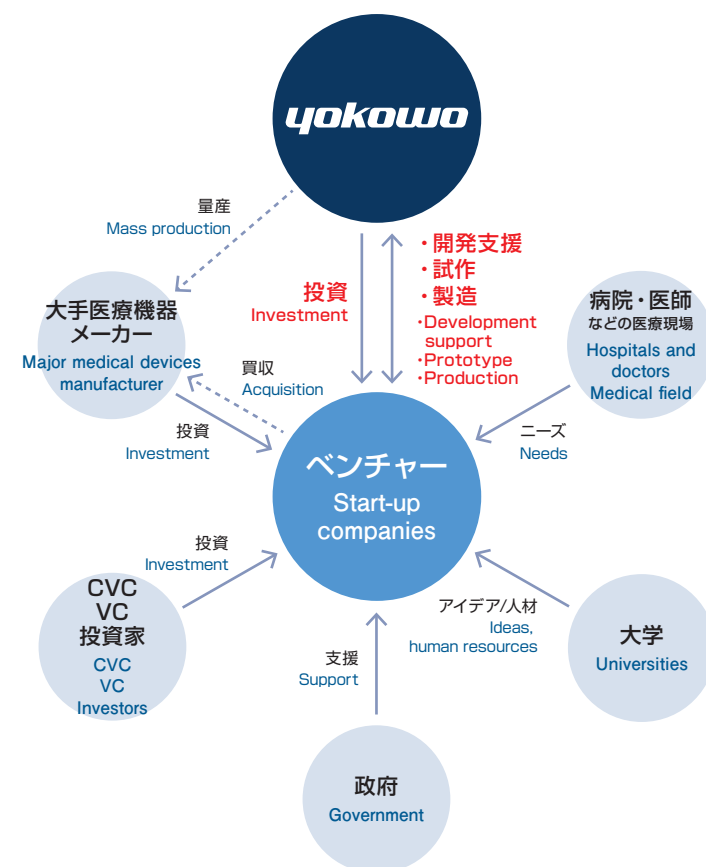 yokowo
量産
Mass production
投資
Investment
・開発支援
・試作
・製造
・Development
support
・Prototype
・Production
大手医療機器
メーカー
Major medical devices
manufacturer
病院・医師
などの医療現場
Hospitals and
doctors
Medical field
買収
Acquisition
投資
Investment
ニーズ
Needs
ベンチャー
Start-up
companies
投資
Investment
CVC
VC
投資家
CVC
VC
Investors
アイデア/人材
Ideas,
human resources
大学
Universities
支援
Support
政府
Government